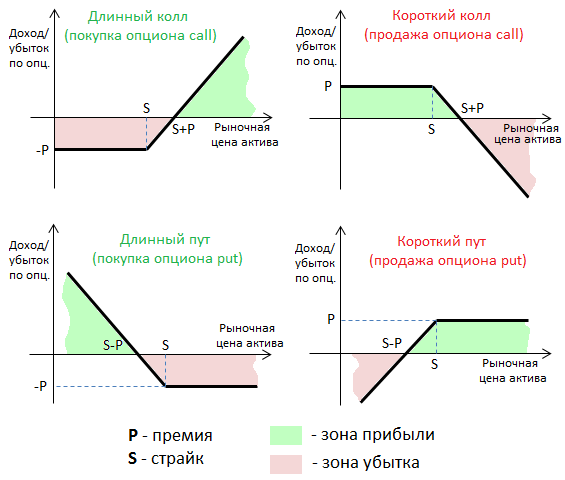 Длинный колл
(покупка опциона call)
Доход/
убыток
по опц.
S
S+P
-P
Рыночная
цена актива
Короткий колл
(продажа опциона call)
Доход/
убыток
по опц.
P
S
S+P
Рыночная
цена актива
Длинный пут
(покупка опциона put)
Доход/
убыток
по опц.
S-P
S
-P
Рыночная
цена актива
Короткий пут
(продажа опциона put)
Доход/
убыток
по опц.
P
S-P
S
Рыночная
цена актива
P - премия
S - страйк
- зона прибыли
- зона убытка